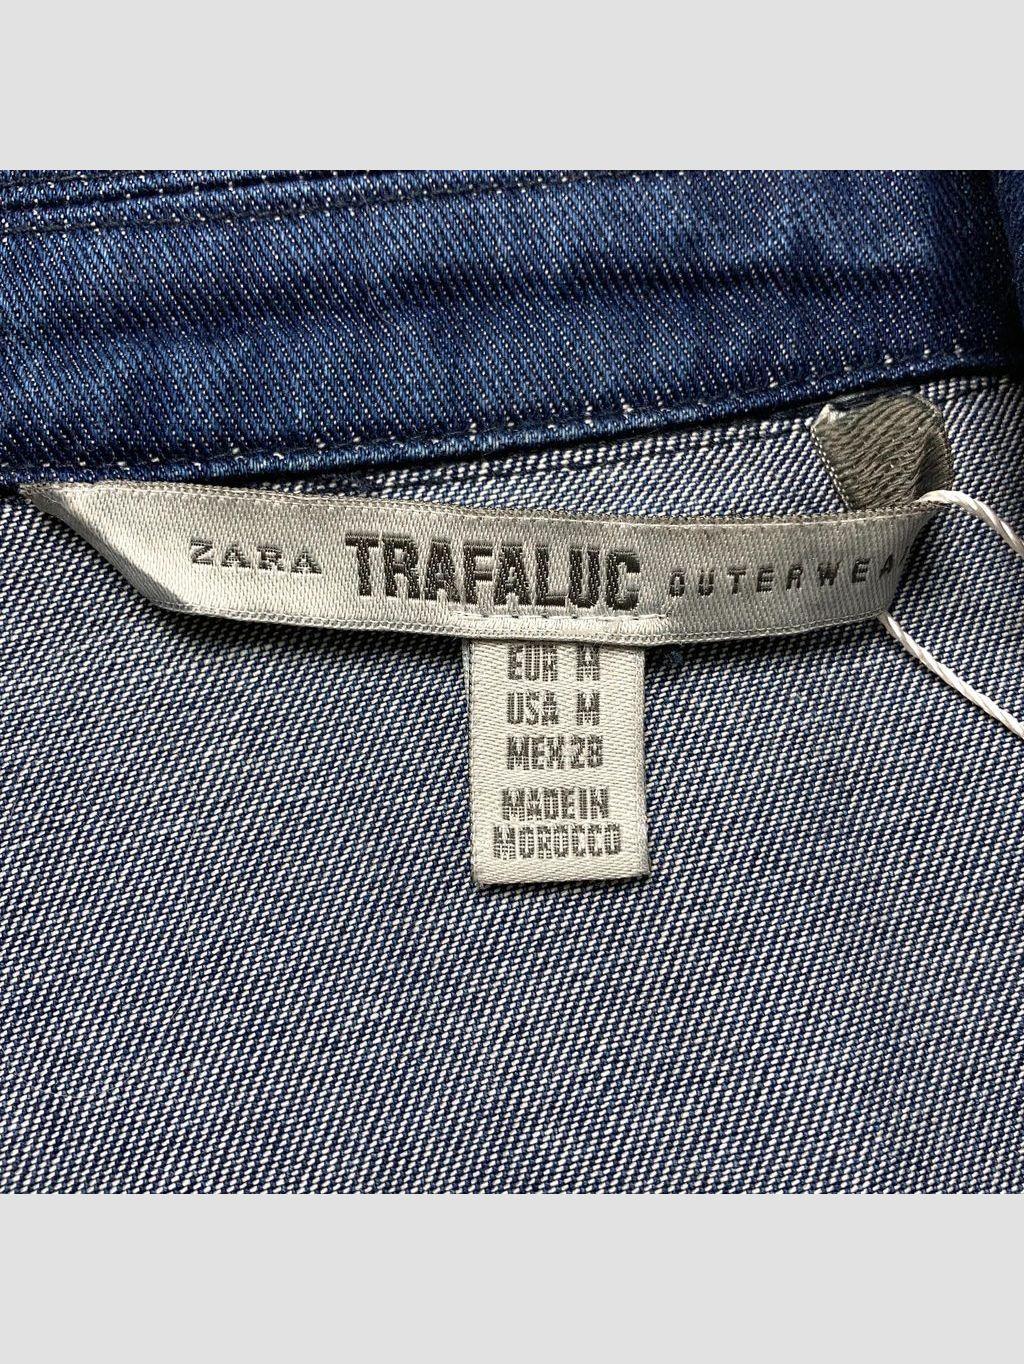 ZARA TRAFALUC OUTERWEA
EUR M
USA M
MEX 28
MADE IN
MOROCCO